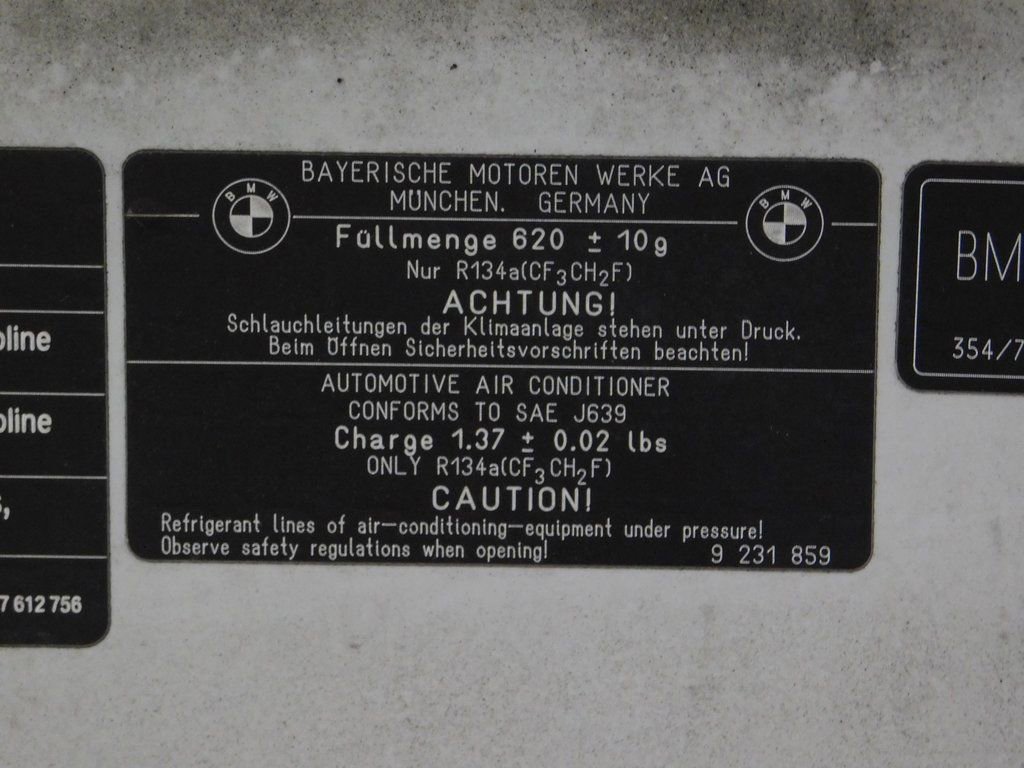 BAYERISCHE MOTOREN WERKE AG
MÜNCHEN. GERMANY
BMW
BMW
Füllmenge 620 ± 10g
Nur R134a(CF₃CH₂F)
ACHTUNG!
Schlauchleitungen der Klimaanlage stehen unter Druck.
Beim Öffnen Sicherheitsvorschriften beachten!
AUTOMOTIVE AIR CONDITIONER
CONFORMS TO SAE J639
Charge 1.37 ± 0.02 lbs
ONLY R134a(CF₃CH₂F)
CAUTION!
Refrigerant lines of air-conditioning-equipment under pressure!
Observe safety regulations when opening!
9 231 859
oline
oline
s,
7 612 756
BM
354/7